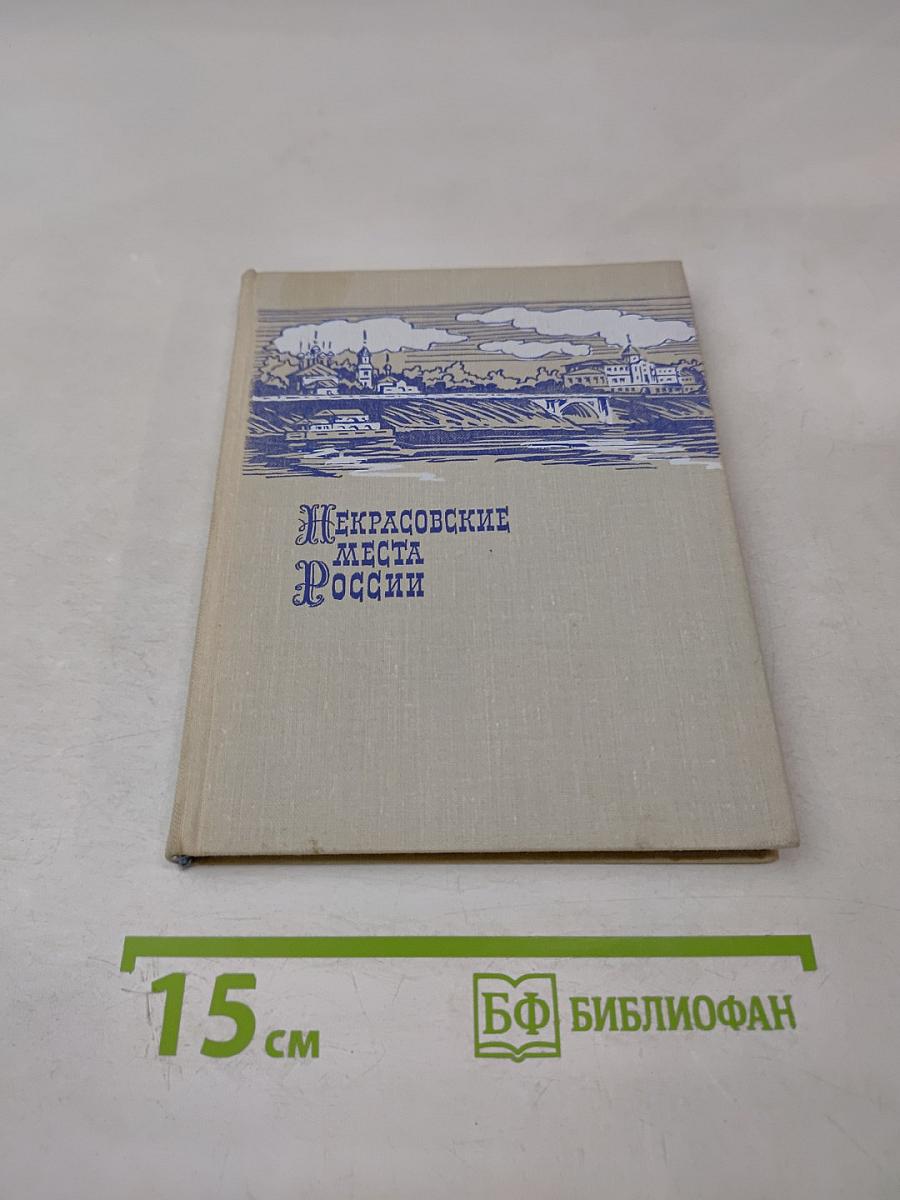 Некрасовские
места
России
15 см
БФ БИБЛИОФАН